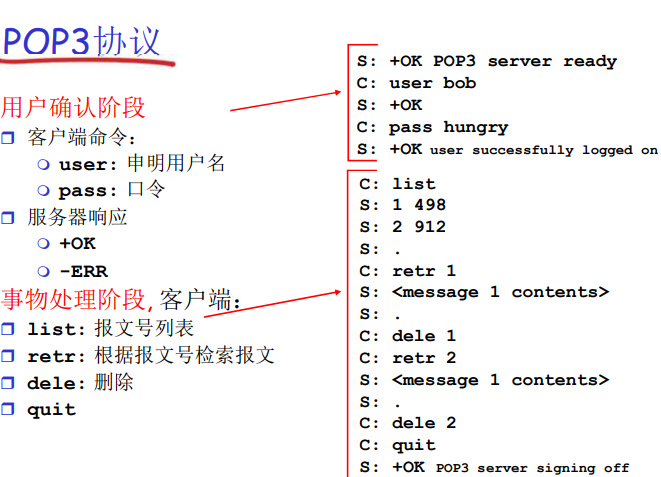 POP3协议
用户确认阶段
客户端命令:
user: 申明用户名
pass: 口令
服务器响应
+OK
-ERR
事物处理阶段, 客户端:
list: 报文号列表
retr: 根据报文号检索报文
dele: 删除
quit
S: +OK POP3 server ready
C: user bob
S: +OK
C: pass hungry
S: +OK user successfully logged on
C: list
S: 1 498
S: 2 912
S: .
C: retr 1
S: <message 1 contents>
S: .
C: dele 1
C: retr 2
S: <message 1 contents>
S: .
C: dele 2
C: quit
S: +OK POP3 server signing off